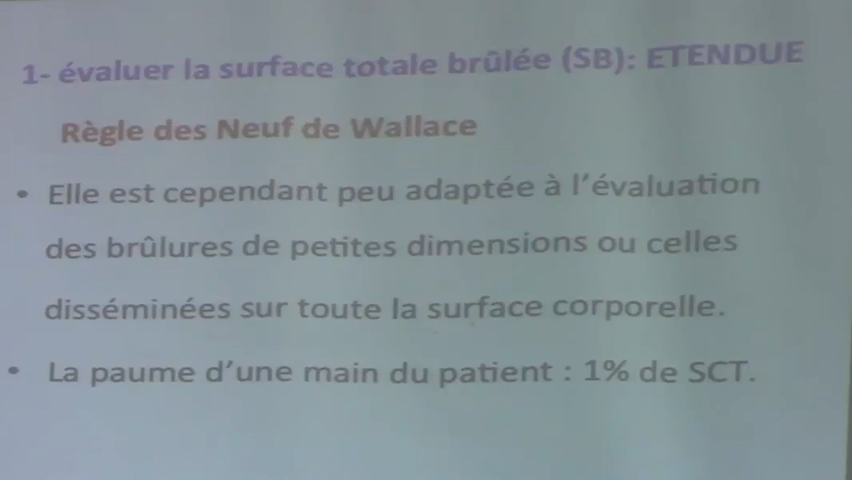 1- évaluer la surface totale brûlée (SB): ETENDUE
Règle des Neuf de Wallace
• Elle est cependant peu adaptée à l'évaluation
des brûlures de petites dimensions ou celles
disséminées sur toute la surface corporelle.
• La paume d'une main du patient : 1% de SCT.